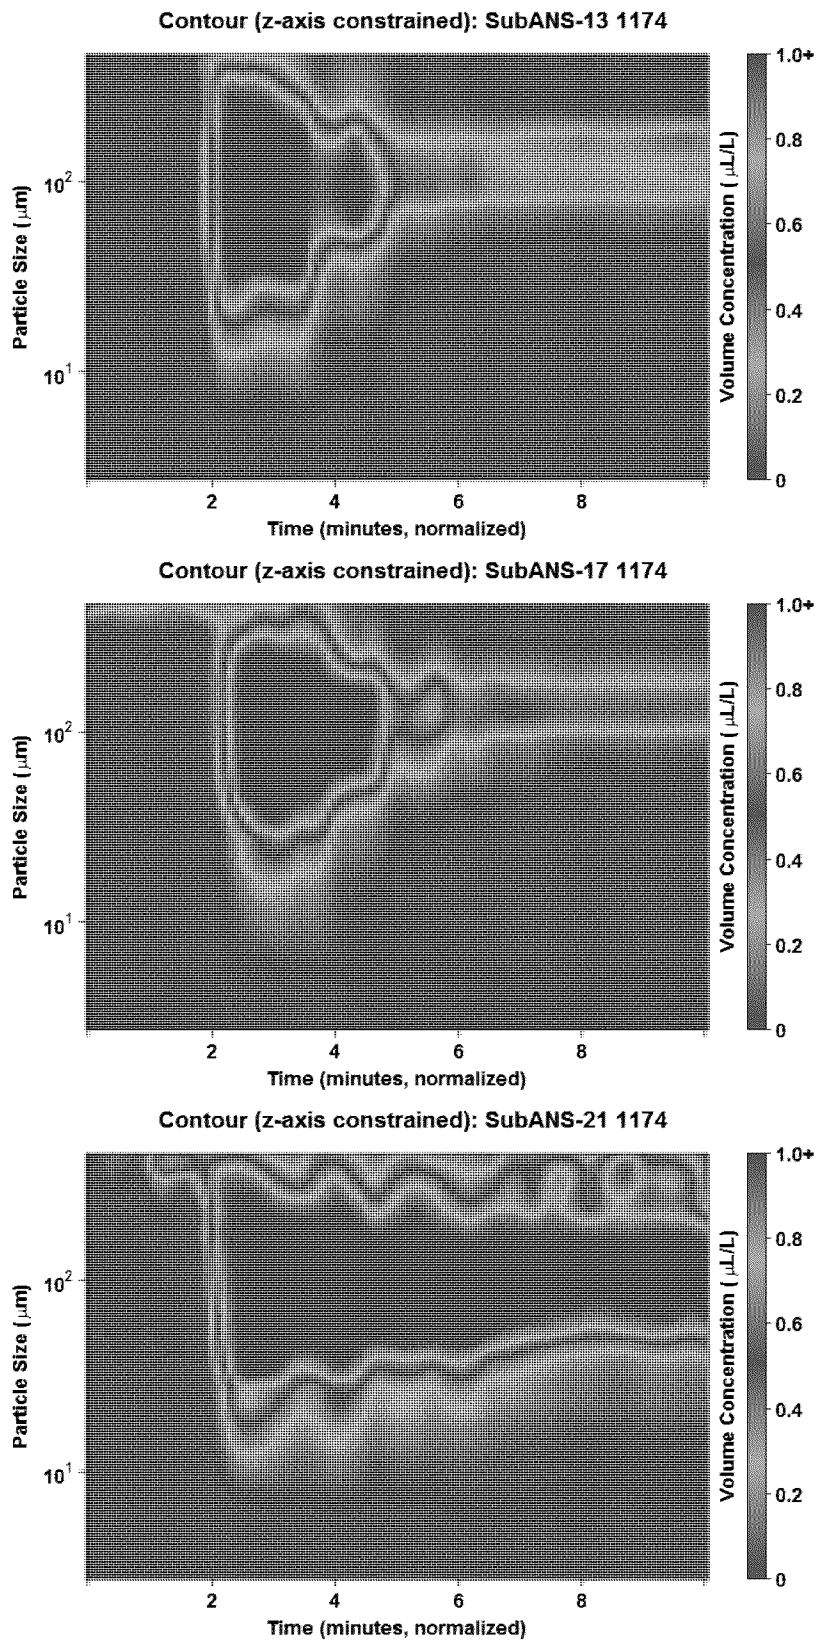 Contour (z-axis constrained): SubANS-13 1174
1.0+
0.8
0.6
0.4
0.2
0
Volume Concentration ( μL/L)
10²
10¹
Particle Size (μm)
2 4 6 8
Time (minutes, normalized)
Contour (z-axis constrained): SubANS-17 1174
1.0+
0.8
0.6
0.4
0.2
0
Volume Concentration ( μL/L)
10²
10¹
Particle Size (μm)
2 4 6 8
Time (minutes, normalized)
Contour (z-axis constrained): SubANS-21 1174
1.0+
0.8
0.6
0.4
0.2
0
Volume Concentration ( μL/L)
10²
10¹
Particle Size (μm)
2 4 6 8
Time (minutes, normalized)